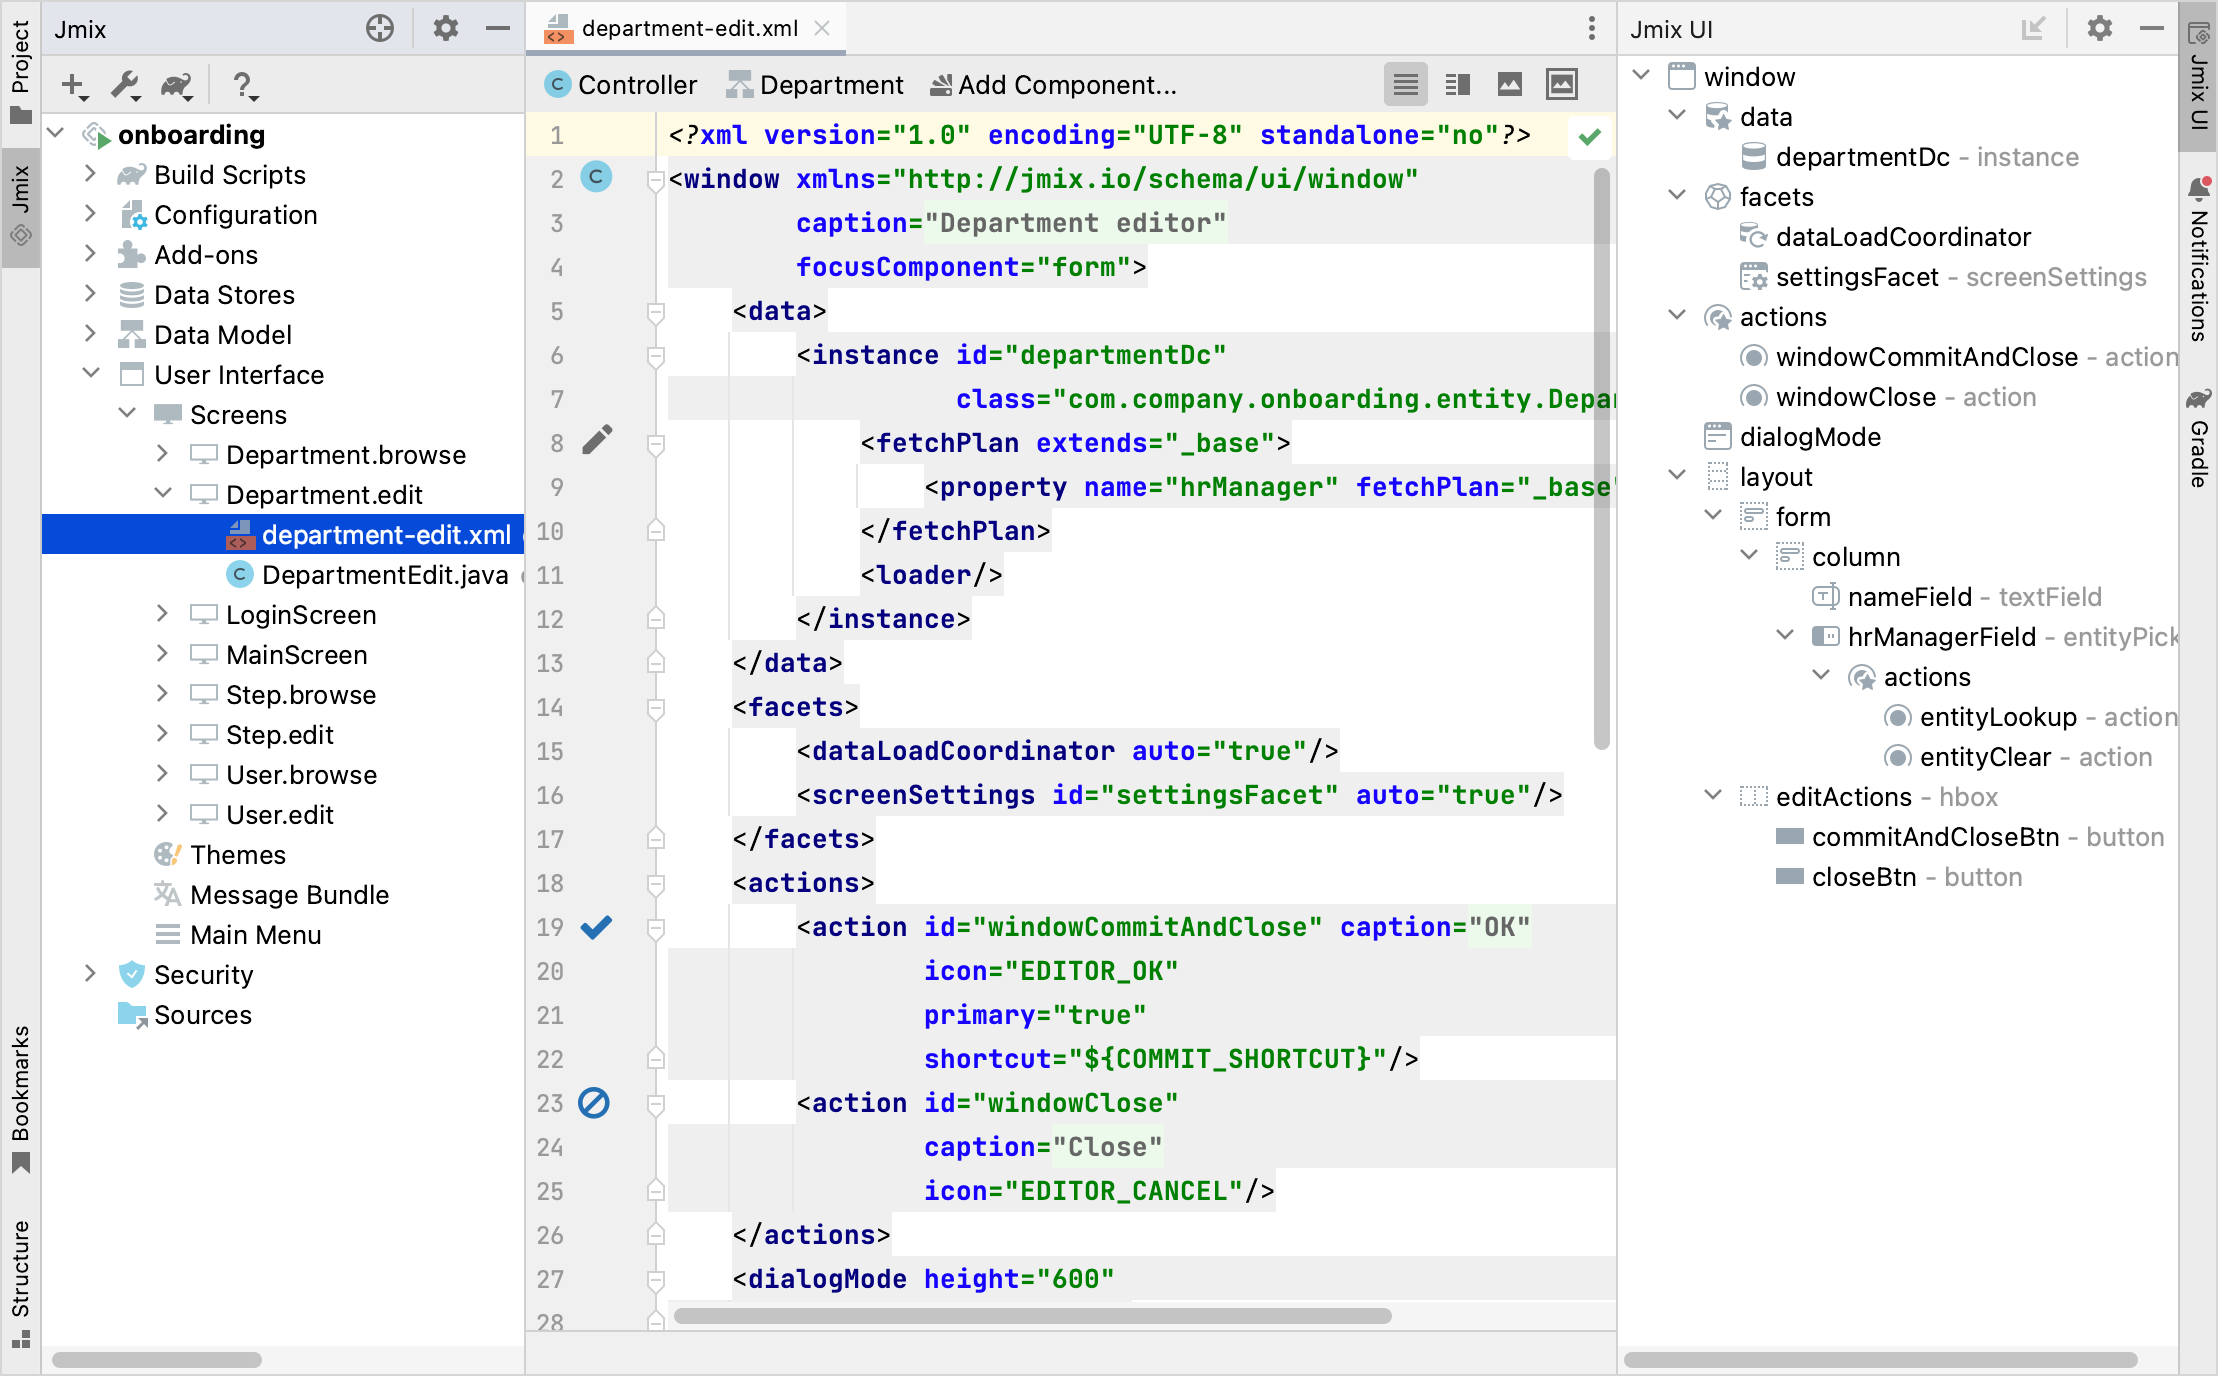 Project
Jmix
Bookmarks
Structure
Jmix
?
onboarding
Build Scripts
Configuration
Add-ons
Data Stores
Data Model
User Interface
Screens
Department.browse
Department.edit
department-edit.xml
DepartmentEdit.java
LoginScreen
MainScreen
Step.browse
Step.edit
User.browse
User.edit
Themes
Message Bundle
Main Menu
Security
Sources
department-edit.xml
Controller Department Add Component...
1 <?xml version="1.0" encoding="UTF-8" standalone="no"?>
2 <window xmlns="http://jmix.io/schema/ui/window"
3 caption="Department editor"
4 focusComponent="form">
5 <data>
6 <instance id="departmentDc"
7 class="com.company.onboarding.entity.Depar
8 <fetchPlan extends="_base">
9 <property name="hrManager" fetchPlan="_base"
10 </fetchPlan>
11 <loader/>
12 </instance>
13 </data>
14 <facets>
15 <dataLoadCoordinator auto="true"/>
16 <screenSettings id="settingsFacet" auto="true"/>
17 </facets>
18 <actions>
19 <action id="windowCommitAndClose" caption="OK"
20 icon="EDITOR_OK"
21 primary="true"
22 shortcut="${COMMIT_SHORTCUT}"/>
23 <action id="windowClose"
24 caption="Close"
25 icon="EDITOR_CANCEL"/>
26 </actions>
27 <dialogMode height="600"
28
Jmix UI
window
data
departmentDc - instance
facets
dataLoadCoordinator
settingsFacet - screenSettings
actions
windowCommitAndClose - action
windowClose - action
dialogMode
layout
form
column
nameField - textField
hrManagerField - entityPick
actions
entityLookup - action
entityClear - action
editActions - hbox
commitAndCloseBtn - button
closeBtn - button
Jmix UI
Notifications
Gradle